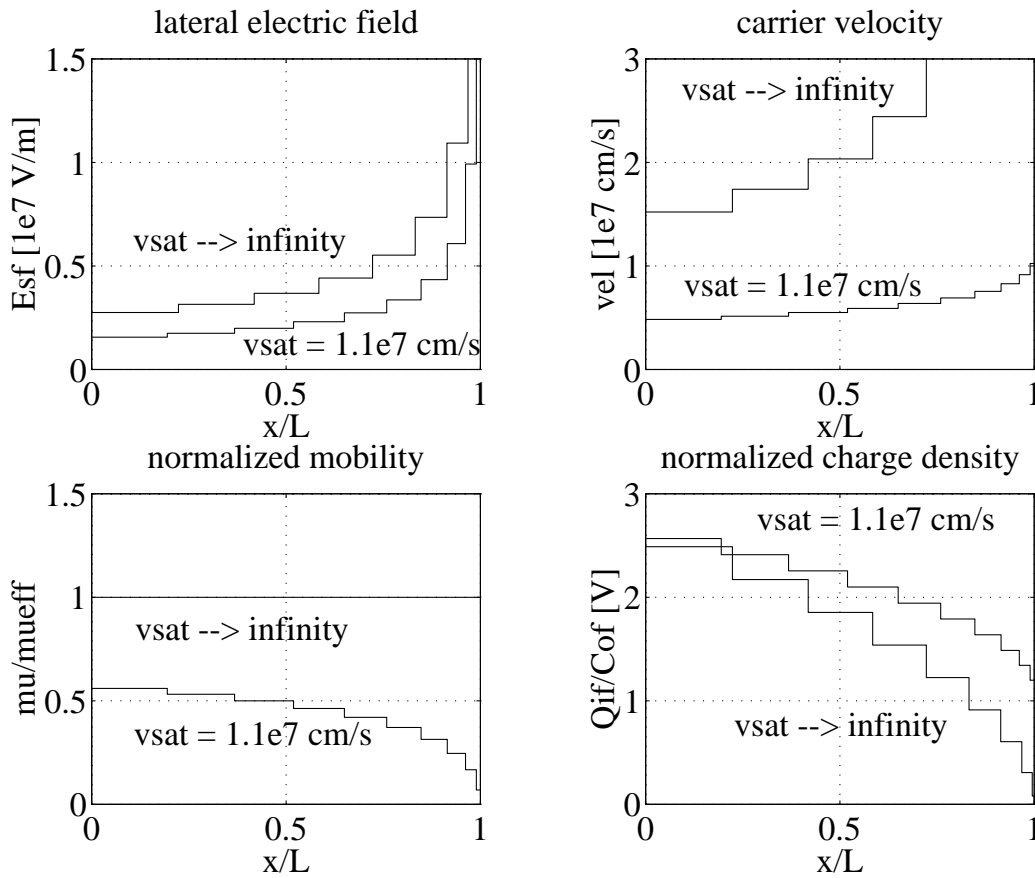 lateral electric field
1.5
1
0.5
0
Esf [1e7 V/m]
vsat --> infinity
vsat = 1.1e7 cm/s
0
0.5
1
x/L
carrier velocity
3
2
1
0
vel [1e7 cm/s]
vsat --> infinity
vsat = 1.1e7 cm/s
0
0.5
1
x/L
normalized mobility
1.5
1
0.5
0
mu/mueff
vsat --> infinity
vsat = 1.1e7 cm/s
0
0.5
1
x/L
normalized charge density
3
2
1
0
Qif/Cof [V]
vsat = 1.1e7 cm/s
vsat --> infinity
0
0.5
1
x/L